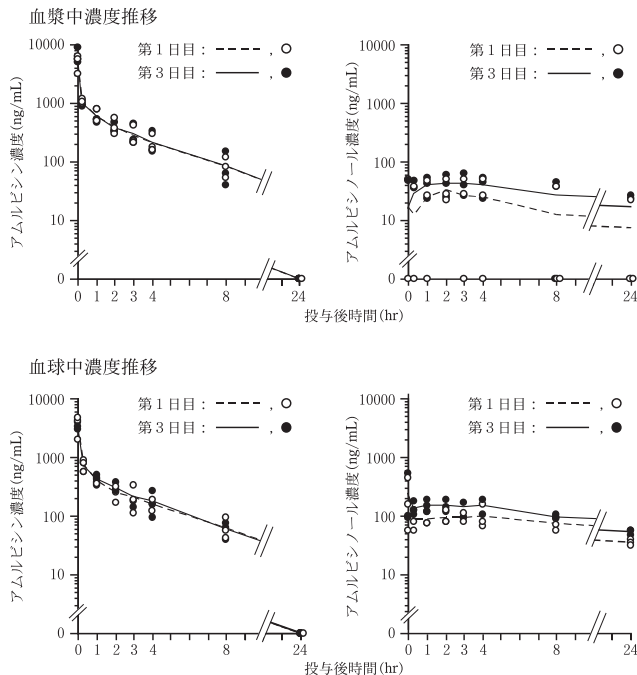 血漿中濃度推移
第1日目： ，
第3日目： ，
アムルビシン濃度(ng/mL)
10000
1000
100
10
0
0 1 2 3 4 8 24
第1日目： ，
第3日目： ，
アムルビシノール濃度(ng/mL)
10000
1000
100
10
0
0 1 2 3 4 8 24
投与後時間(hr)
血球中濃度推移
第1日目： ，
第3日目： ，
アムルビシン濃度(ng/mL)
10000
1000
100
10
0
0 1 2 3 4 8 24
第1日目： ，
第3日目： ，
アムルビシノール濃度(ng/mL)
10000
1000
100
10
0
0 1 2 3 4 8 24
投与後時間(hr)